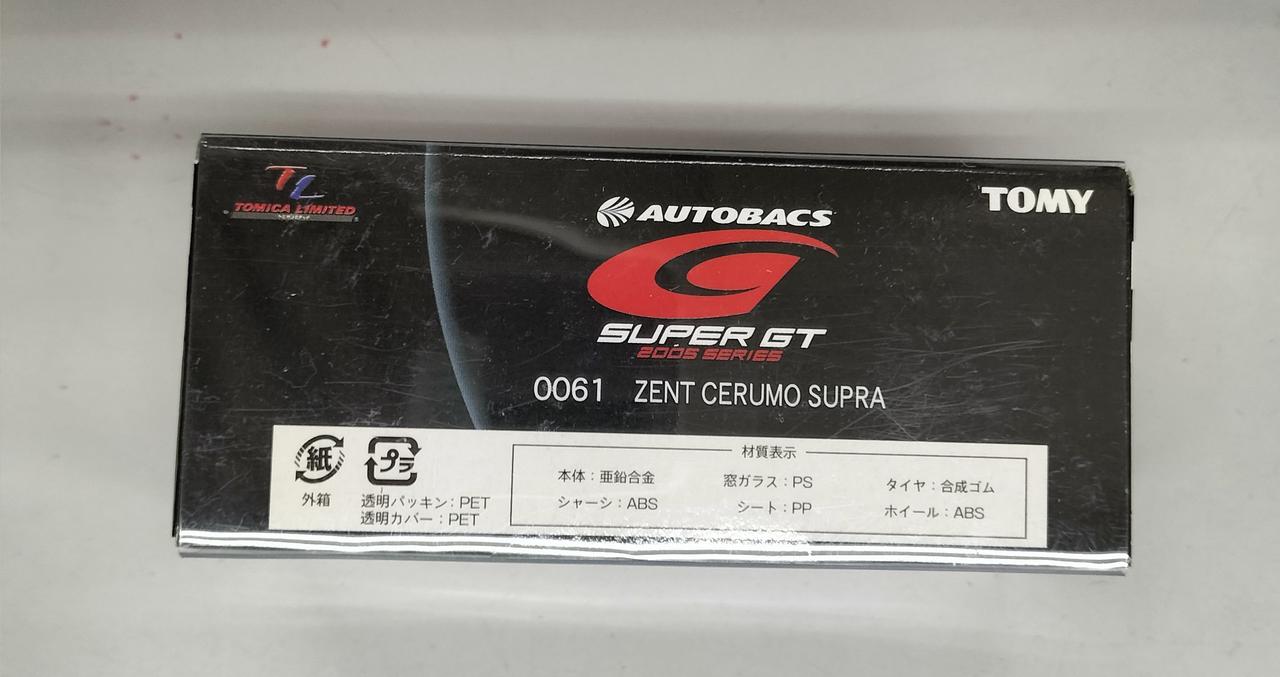 TL
TOMICA LIMITED
TOMY
AUTOBACS
SUPER GT
2005 SERIES
0061 ZENT CERUMO SUPRA
紙
外箱
プラ
透明パッキン：PET
透明カバー：PET
材質表示
本体：亜鉛合金
窓ガラス：PS
タイヤ：合成ゴム
シャーシ：ABS
シート：PP
ホイール：ABS